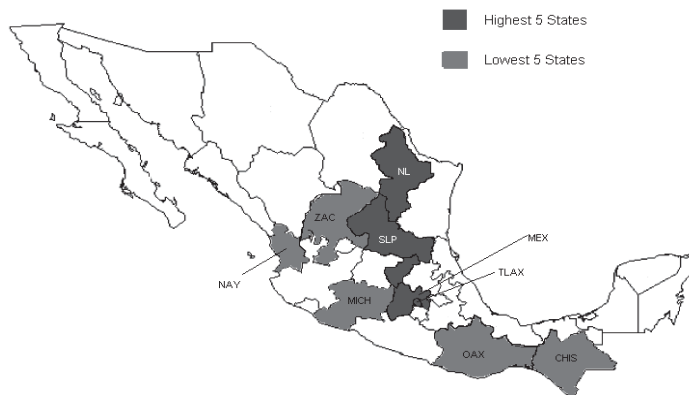 Highest 5 States
Lowest 5 States
NL
ZAC
SLP
MEX
TLAX
NAY
MICH
OAX
CHIS